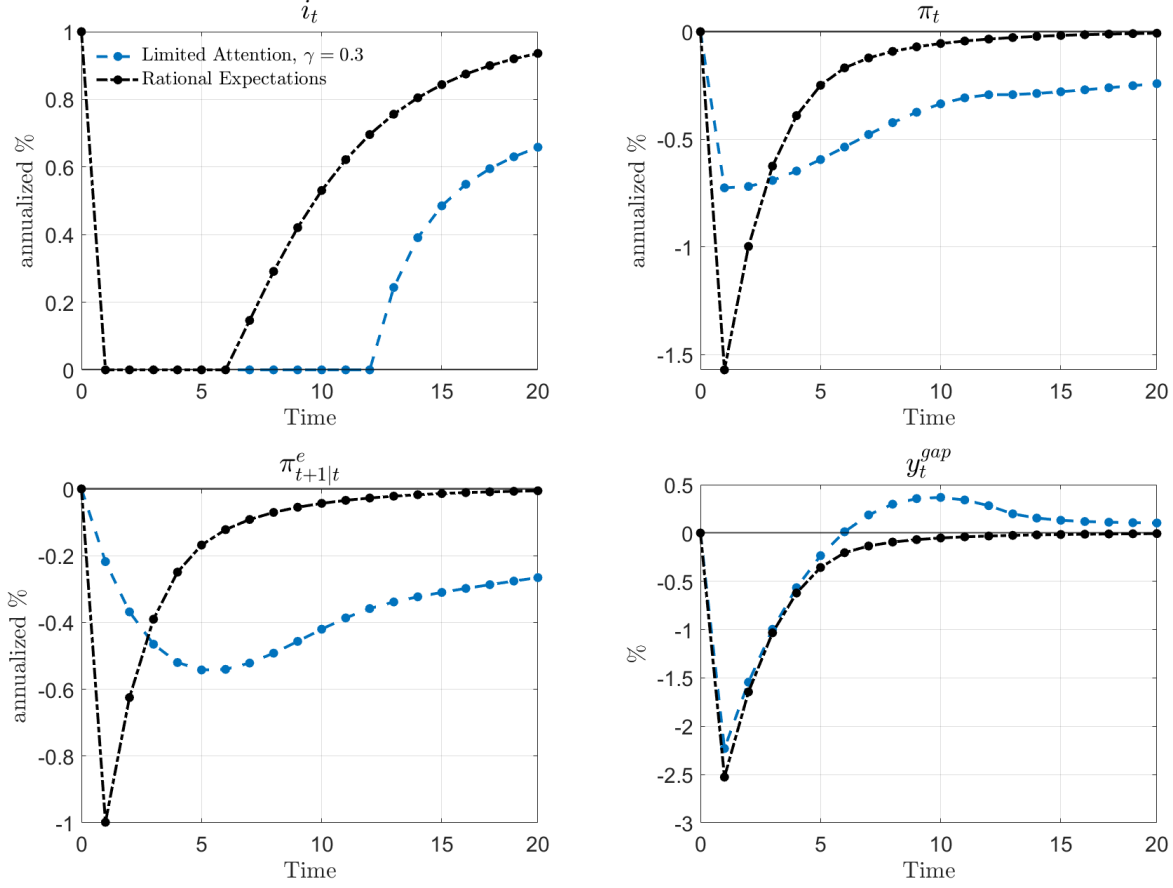 i_t
annualized %
1
0.8
0.6
0.4
0.2
0
Limited Attention, γ = 0.3
Rational Expectations
0 5 10 15 20
Time
π_t
annualized %
0
-0.5
-1
-1.5
0 5 10 15 20
Time
π^e_{t+1|t}
annualized %
0
-0.2
-0.4
-0.6
-0.8
-1
0 5 10 15 20
Time
y_t^{gap}
%
0.5
0
-0.5
-1
-1.5
-2
-2.5
-3
0 5 10 15 20
Time